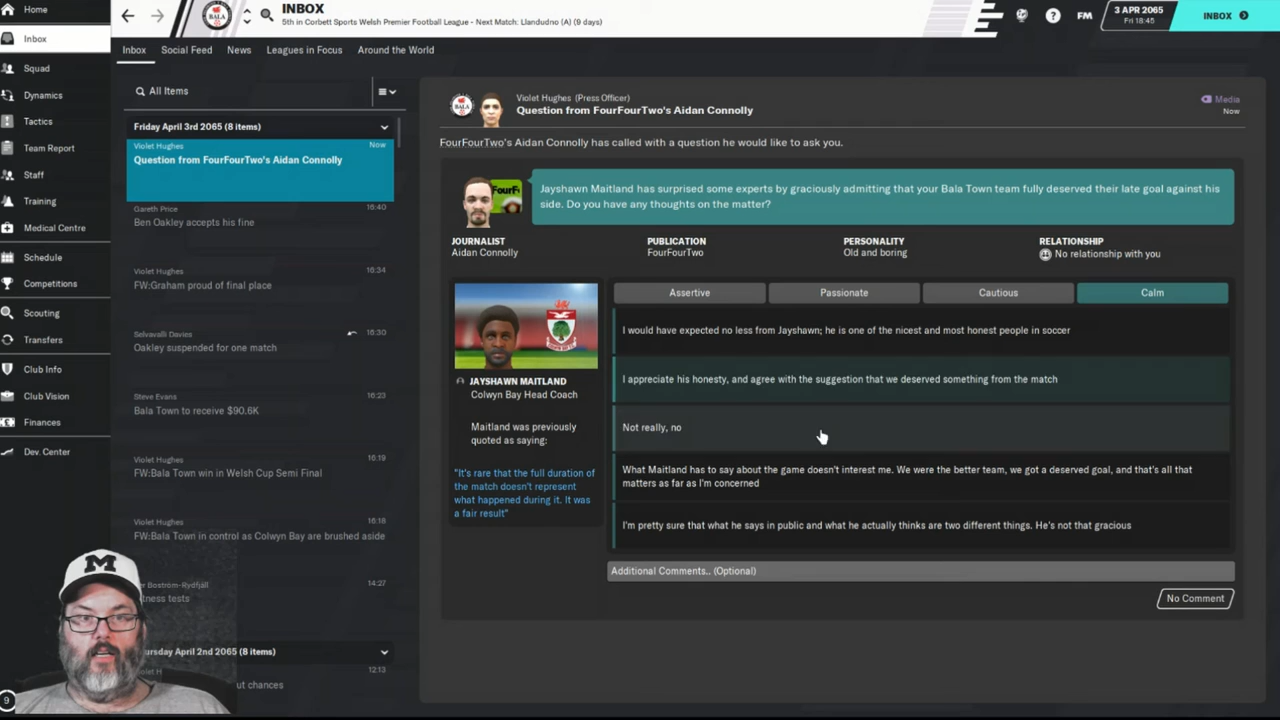 Home
Inbox
Squad
Dynamics
Tactics
Team Report
Staff
Training
Medical Centre
Schedule
Competitions
Scouting
Transfers
Club Info
Club Vision
Finances
Dev. Center
9
BALA
INBOX
5th in Corbett Sports Welsh Premier Football League - Next Match: Llandudno (A) (9 days)
FM
3 APR 2065
Fri 18:45
INBOX
Inbox
Social Feed
News
Leagues in Focus
Around the World
All Items
Friday April 3rd 2065 (8 items)
Violet Hughes
Now
Question from FourFourTwo's Aidan Connolly
Gareth Price
16:40
Ben Oakley accepts his fine
Violet Hughes
16:34
FW:Graham proud of final place
Selvavalli Davies
16:30
Oakley suspended for one match
Steve Evans
16:23
Bala Town to receive $90.6K
Violet Hughes
16:19
FW:Bala Town win in Welsh Cup Semi Final
Violet Hughes
16:18
FW:Bala Town in control as Colwyn Bay are brushed aside
Boström-Rydfjäll
14:27
tness tests
ursday April 2nd 2065 (8 items)
iolet H
12:13
ut chances
BALA
Violet Hughes (Press Officer)
Question from FourFourTwo's Aidan Connolly
Media
Now
FourFourTwo's Aidan Connolly has called with a question he would like to ask you.
FourF
Jayshawn Maitland has surprised some experts by graciously admitting that your Bala Town team fully deserved their late goal against his
side. Do you have any thoughts on the matter?
JOURNALIST
Aidan Connolly
PUBLICATION
FourFourTwo
PERSONALITY
Old and boring
RELATIONSHIP
No relationship with you
JAYSHAWN MAITLAND
Colwyn Bay Head Coach
Maitland was previously
quoted as saying:
"It's rare that the full duration of
the match doesn't represent
what happened during it. It was
a fair result"
Assertive
Passionate
Cautious
Calm
I would have expected no less from Jayshawn; he is one of the nicest and most honest people in soccer
I appreciate his honesty, and agree with the suggestion that we deserved something from the match
Not really, no
What Maitland has to say about the game doesn't interest me. We were the better team, we got a deserved goal, and that's all that
matters as far as I'm concerned
I'm pretty sure that what he says in public and what he actually thinks are two different things. He's not that gracious
Additional Comments.. (Optional)
No Comment
M